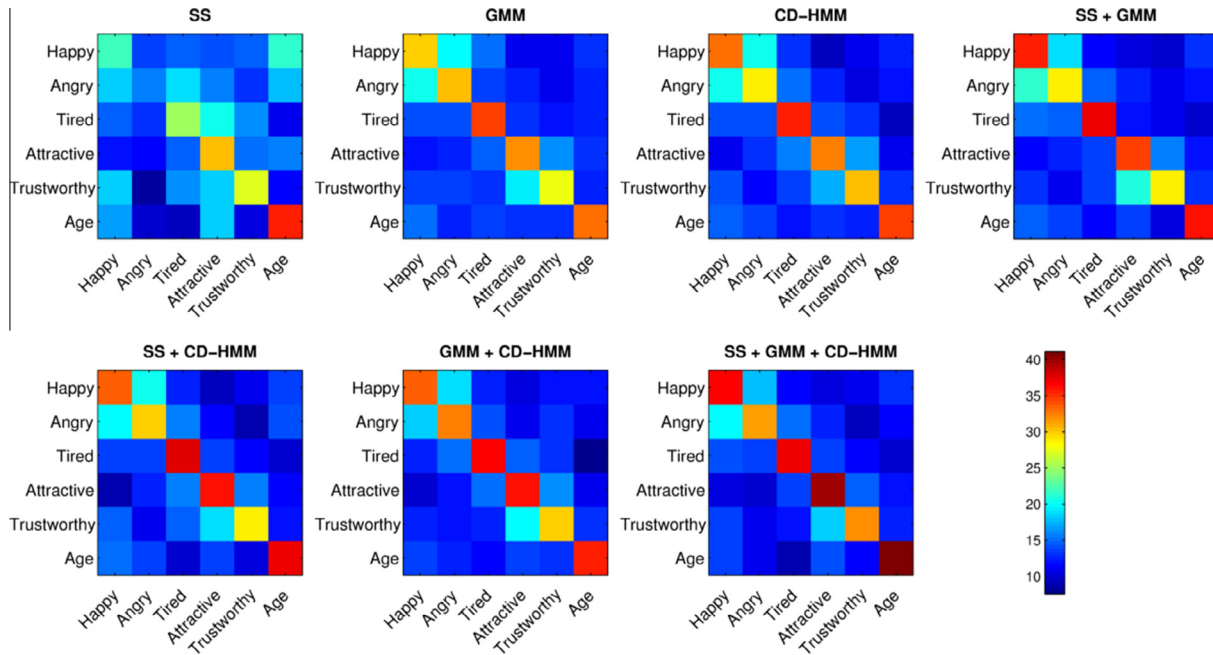 SS
Happy
Angry
Tired
Attractive
Trustworthy
Age
Happy
Angry
Tired
Attractive
Trustworthy
Age
GMM
Happy
Angry
Tired
Attractive
Trustworthy
Age
Happy
Angry
Tired
Attractive
Trustworthy
Age
CD-HMM
Happy
Angry
Tired
Attractive
Trustworthy
Age
Happy
Angry
Tired
Attractive
Trustworthy
Age
SS + GMM
Happy
Angry
Tired
Attractive
Trustworthy
Age
Happy
Angry
Tired
Attractive
Trustworthy
Age
SS + CD-HMM
Happy
Angry
Tired
Attractive
Trustworthy
Age
Happy
Angry
Tired
Attractive
Trustworthy
Age
GMM + CD-HMM
Happy
Angry
Tired
Attractive
Trustworthy
Age
Happy
Angry
Tired
Attractive
Trustworthy
Age
SS + GMM + CD-HMM
Happy
Angry
Tired
Attractive
Trustworthy
Age
Happy
Angry
Tired
Attractive
Trustworthy
Age
40
35
30
25
20
15
10